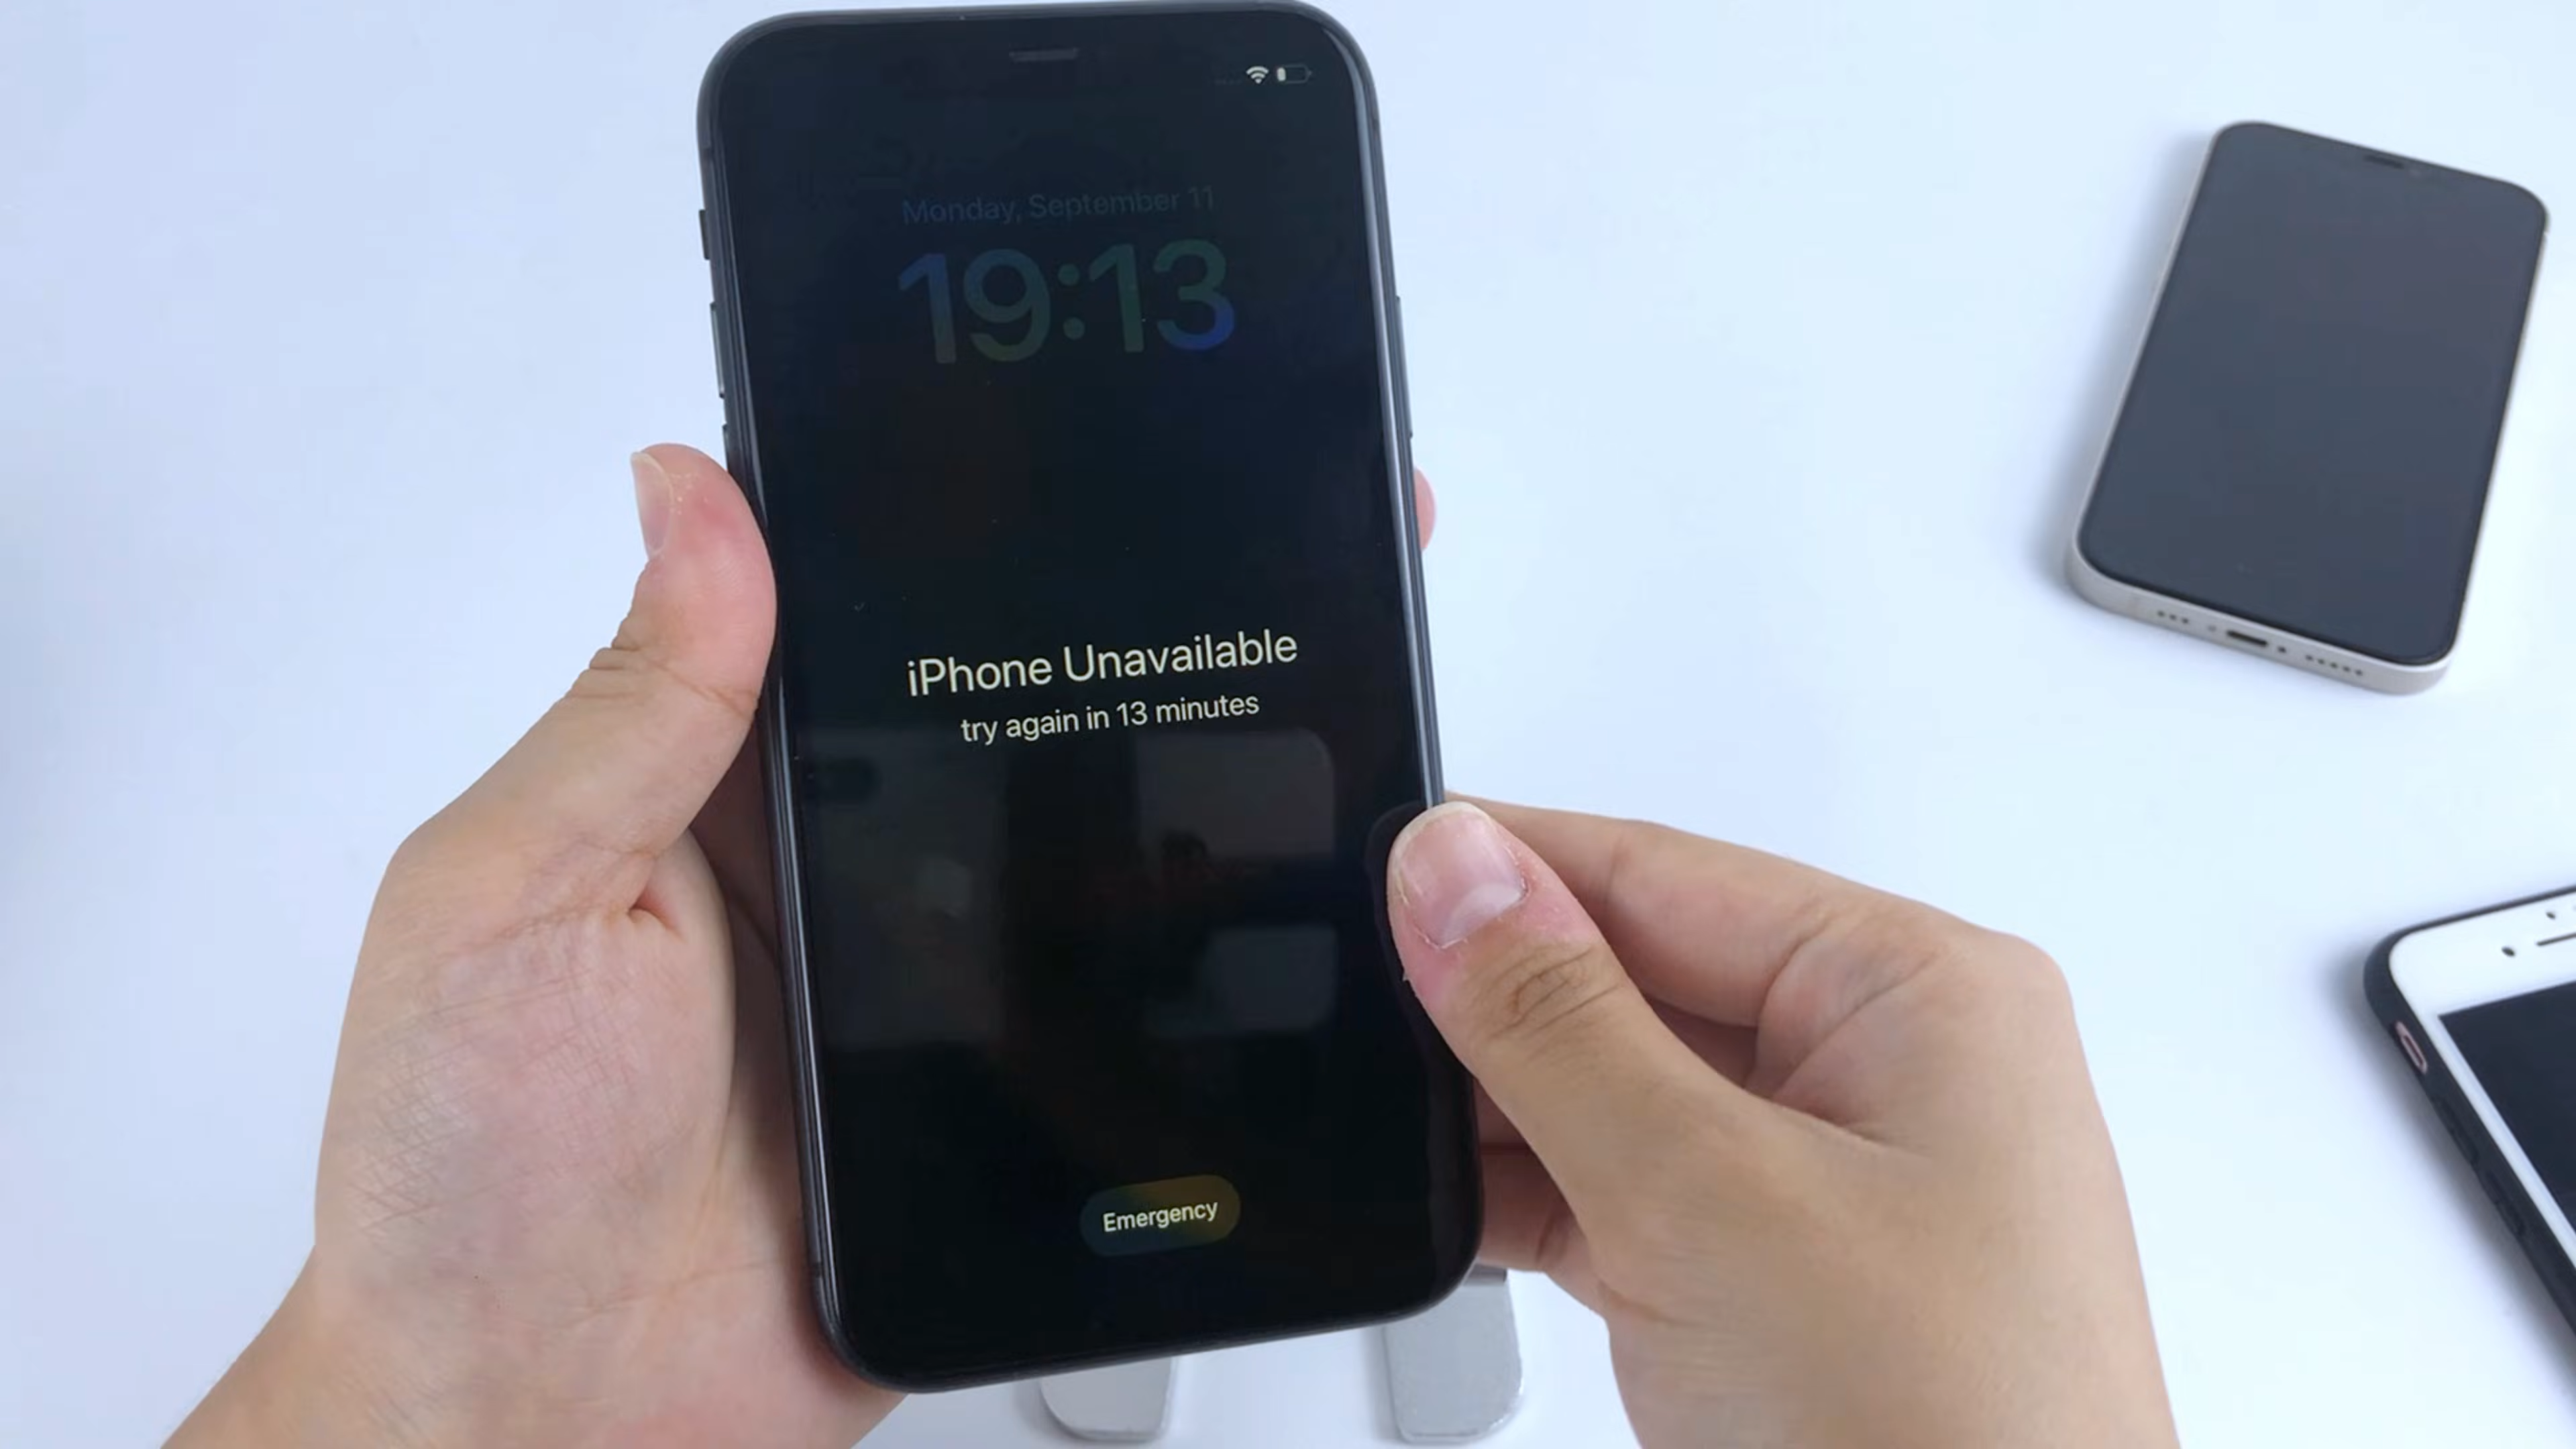 Monday, September 11
19:13
iPhone Unavailable
try again in 13 minutes
Emergency